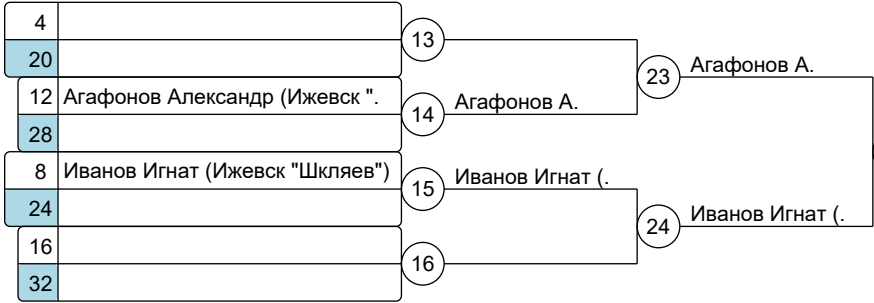 4
13
20
23 Агафонов А.
12 Агафонов Александр (Ижевск ".
14 Агафонов А.
28
8 Иванов Игнат (Ижевск "Шкляев")
15 Иванов Игнат (.
24
24 Иванов Игнат (.
16
16
32